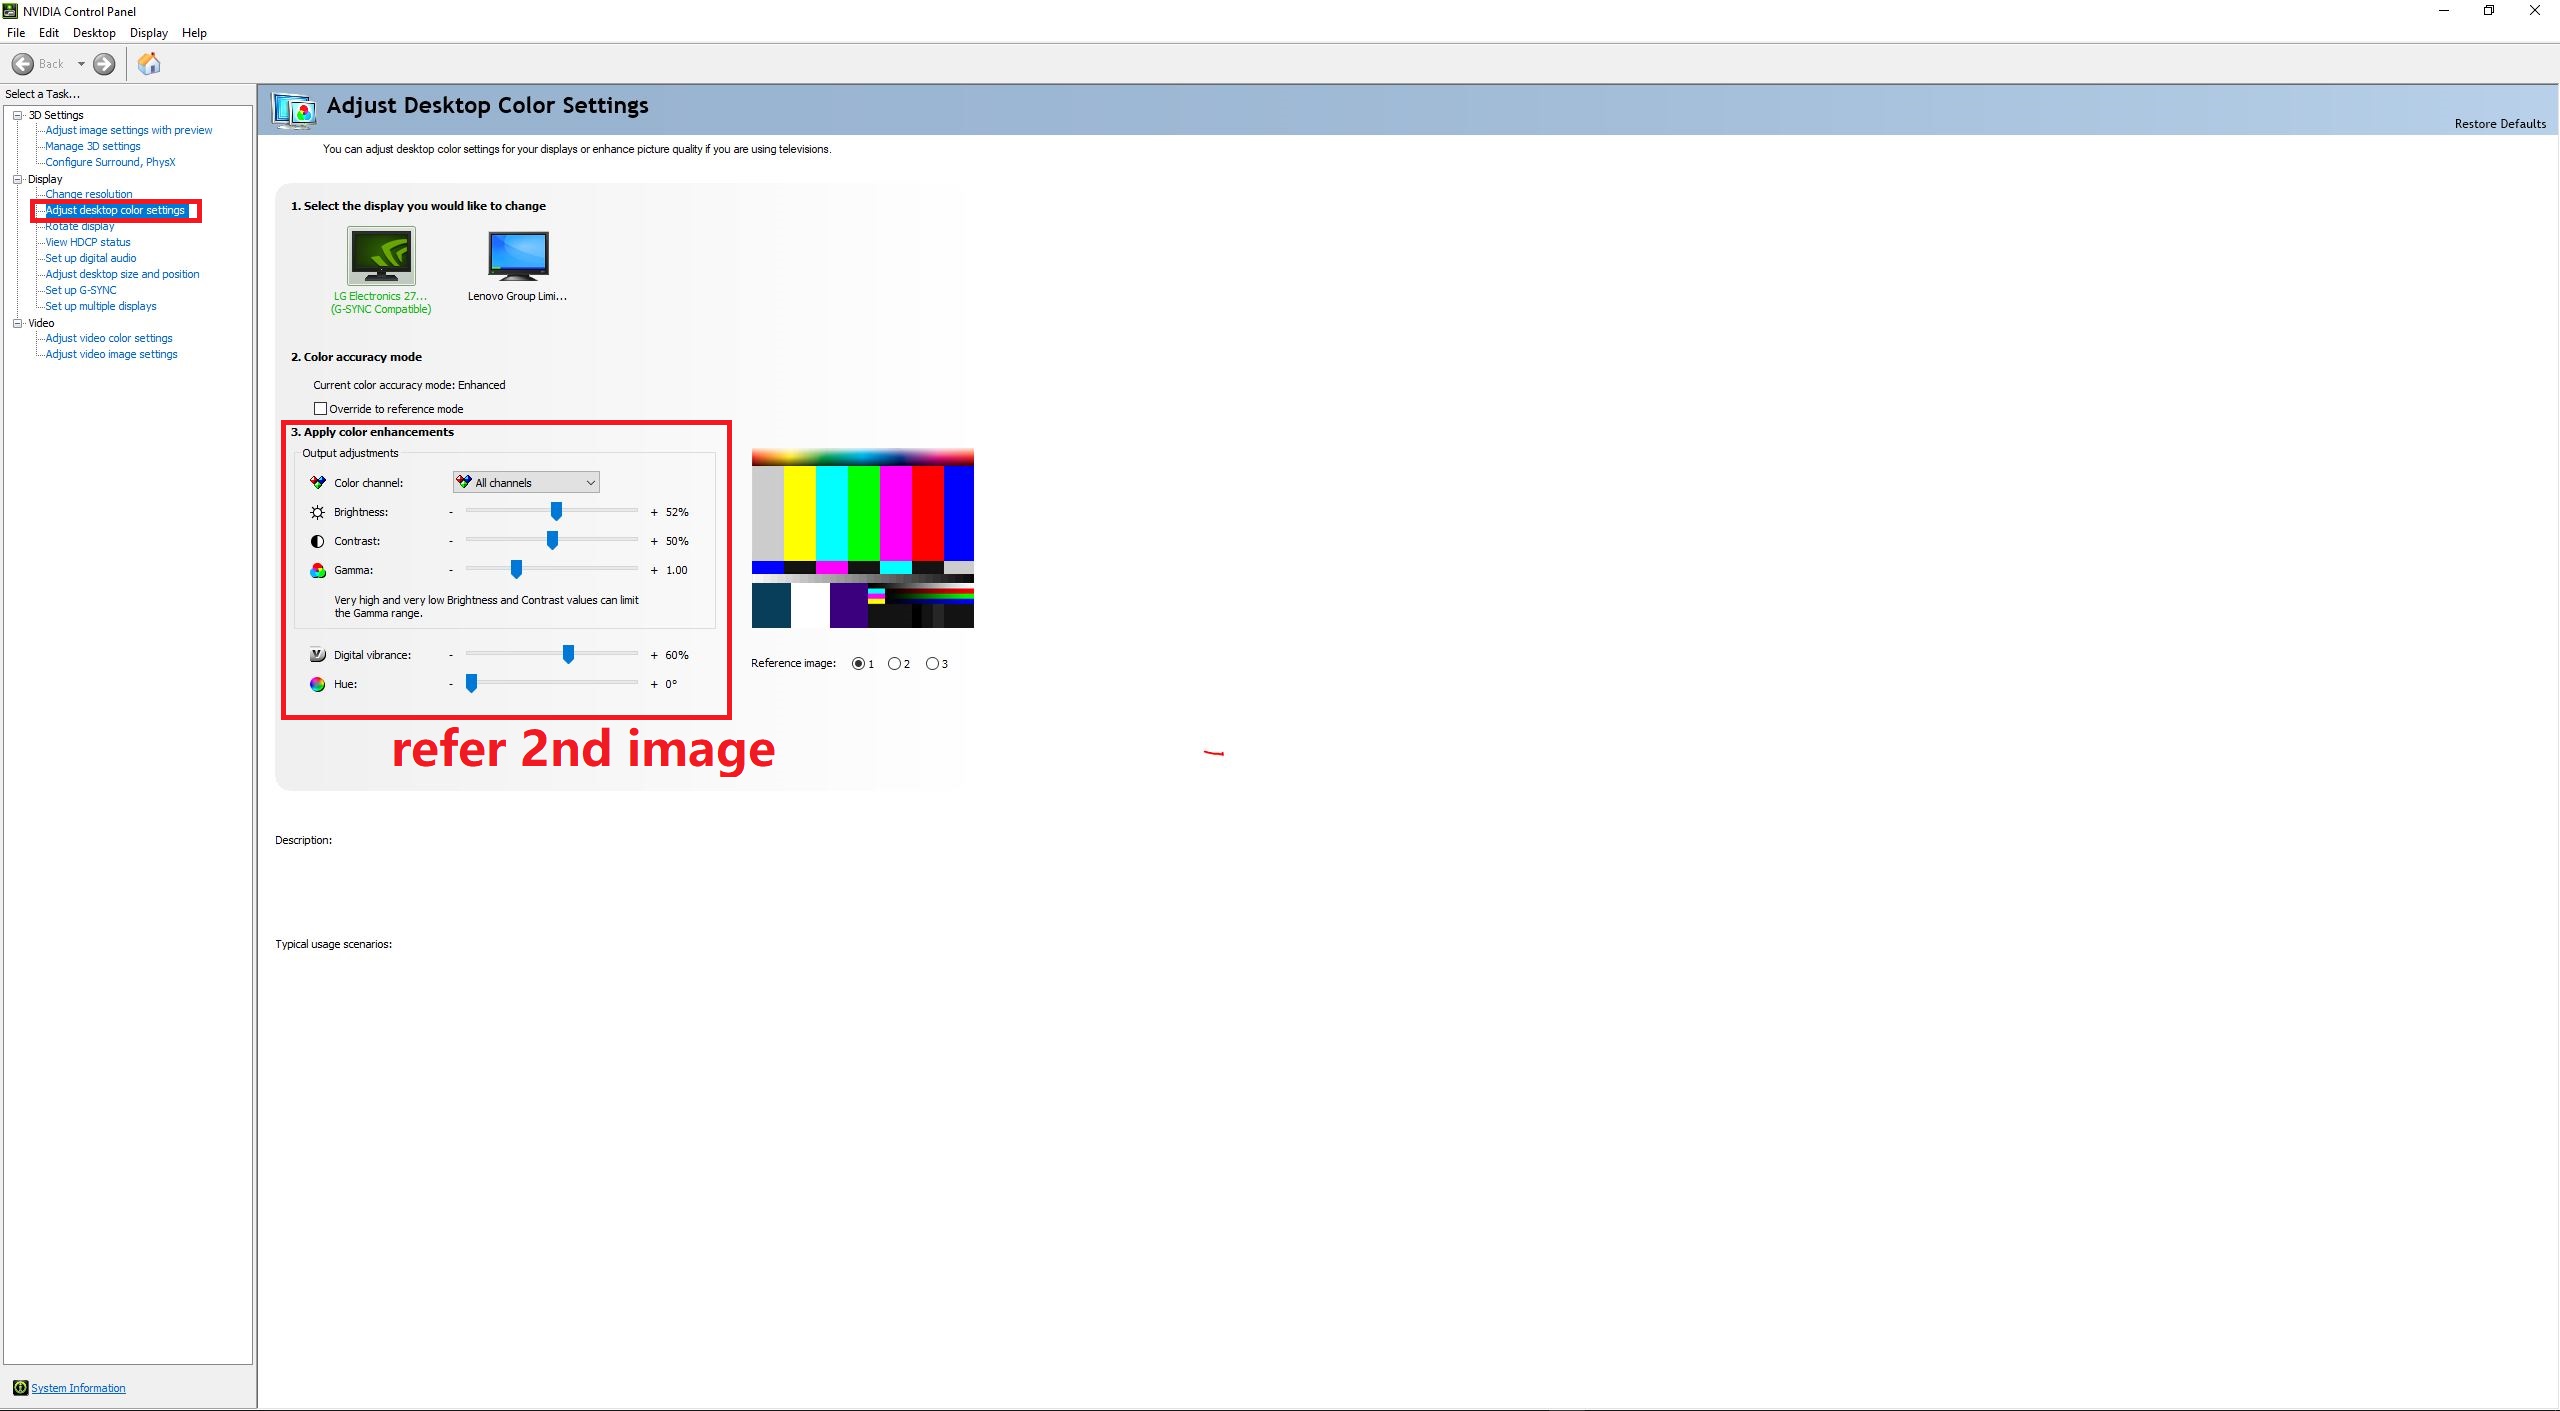 NVIDIA Control Panel
File Edit Desktop Display Help
Back
Select a Task...
3D Settings
Adjust image settings with preview
Manage 3D settings
Configure Surround, PhysX
Display
Change resolution
Adjust desktop color settings
Rotate display
View HDCP status
Set up digital audio
Adjust desktop size and position
Set up G-SYNC
Set up multiple displays
Video
Adjust video color settings
Adjust video image settings
System Information
Adjust Desktop Color Settings
Restore Defaults
You can adjust desktop color settings for your displays or enhance picture quality if you are using televisions.
1. Select the display you would like to change
LG Electronics 27...
(G-SYNC Compatible)
Lenovo Group Limi...
2. Color accuracy mode
Current color accuracy mode: Enhanced
Override to reference mode
3. Apply color enhancements
Output adjustments
Color channel: All channels
Brightness: - + 52%
Contrast: - + 50%
Gamma: - + 1.00
Very high and very low Brightness and Contrast values can limit
the Gamma range.
Digital vibrance: - + 60%
Hue: - + 0°
Reference image: 1 2 3
refer 2nd image
Description:
Typical usage scenarios: